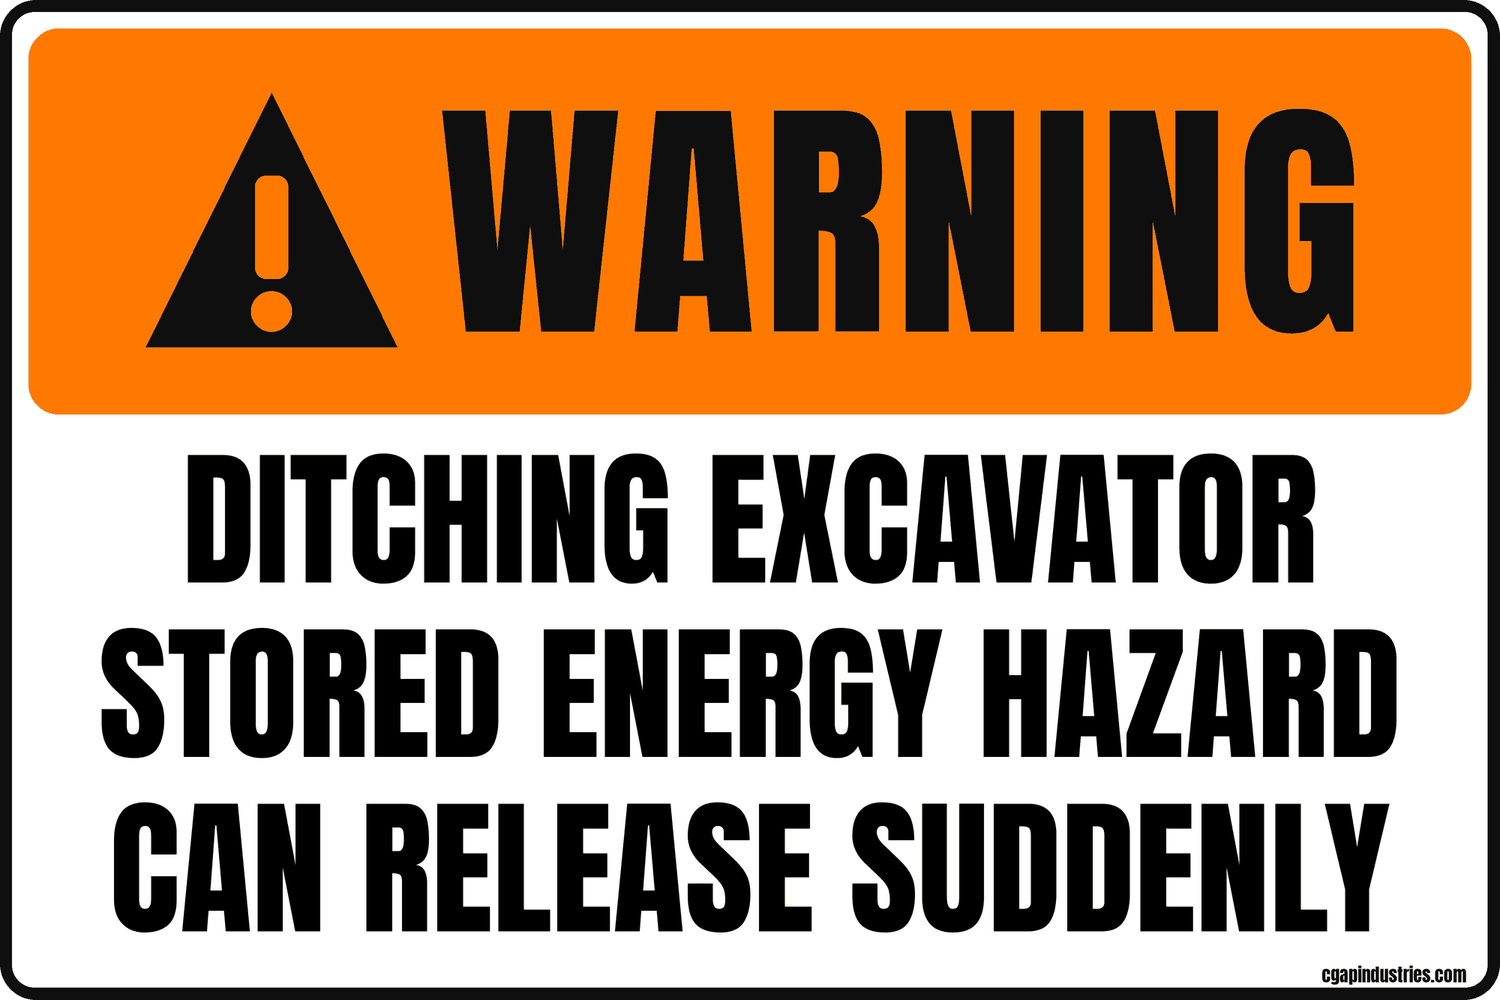 WARNING
DITCHING EXCAVATOR
STORED ENERGY HAZARD
CAN RELEASE SUDDENLY
cgapindustries.com